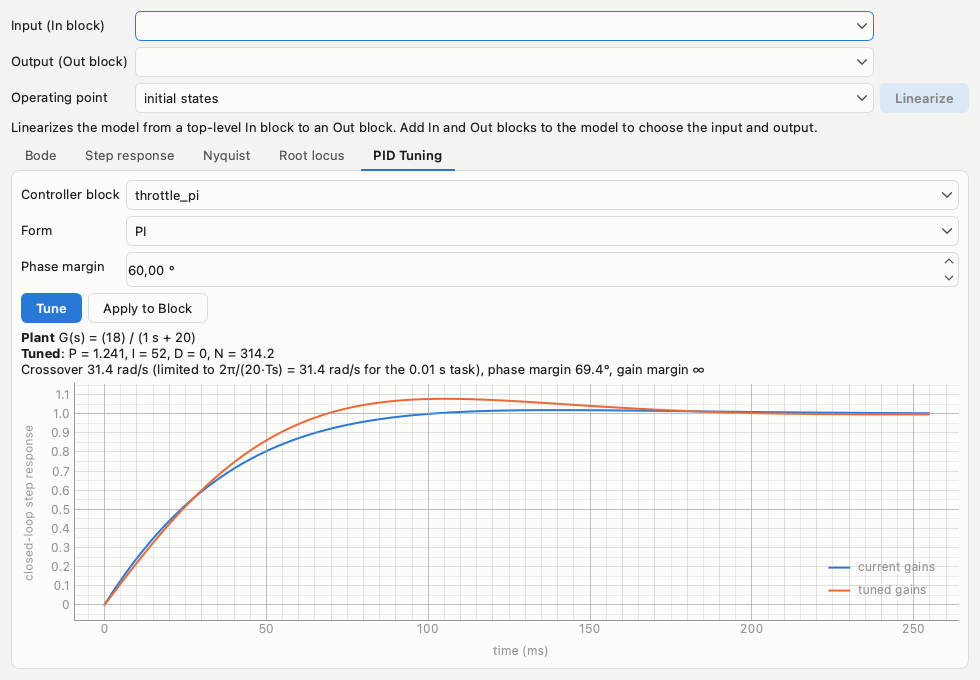 Input (In block)
Output (Out block)
Operating point initial states Linearize
Linearizes the model from a top-level In block to an Out block. Add In and Out blocks to the model to choose the input and output.
Bode Step response Nyquist Root locus PID Tuning
Controller block throttle_pi
Form PI
Phase margin 60,00 °
Tune Apply to Block
Plant G(s) = (18) / (1 s + 20)
Tuned: P = 1.241, I = 52, D = 0, N = 314.2
Crossover 31.4 rad/s (limited to 2π/(20·Ts) = 31.4 rad/s for the 0.01 s task), phase margin 69.4°, gain margin ∞
closed-loop step response
1.1
1.0
0.9
0.8
0.7
0.6
0.5
0.4
0.3
0.2
0.1
0
current gains
tuned gains
0 50 100 150 200 250
time (ms)